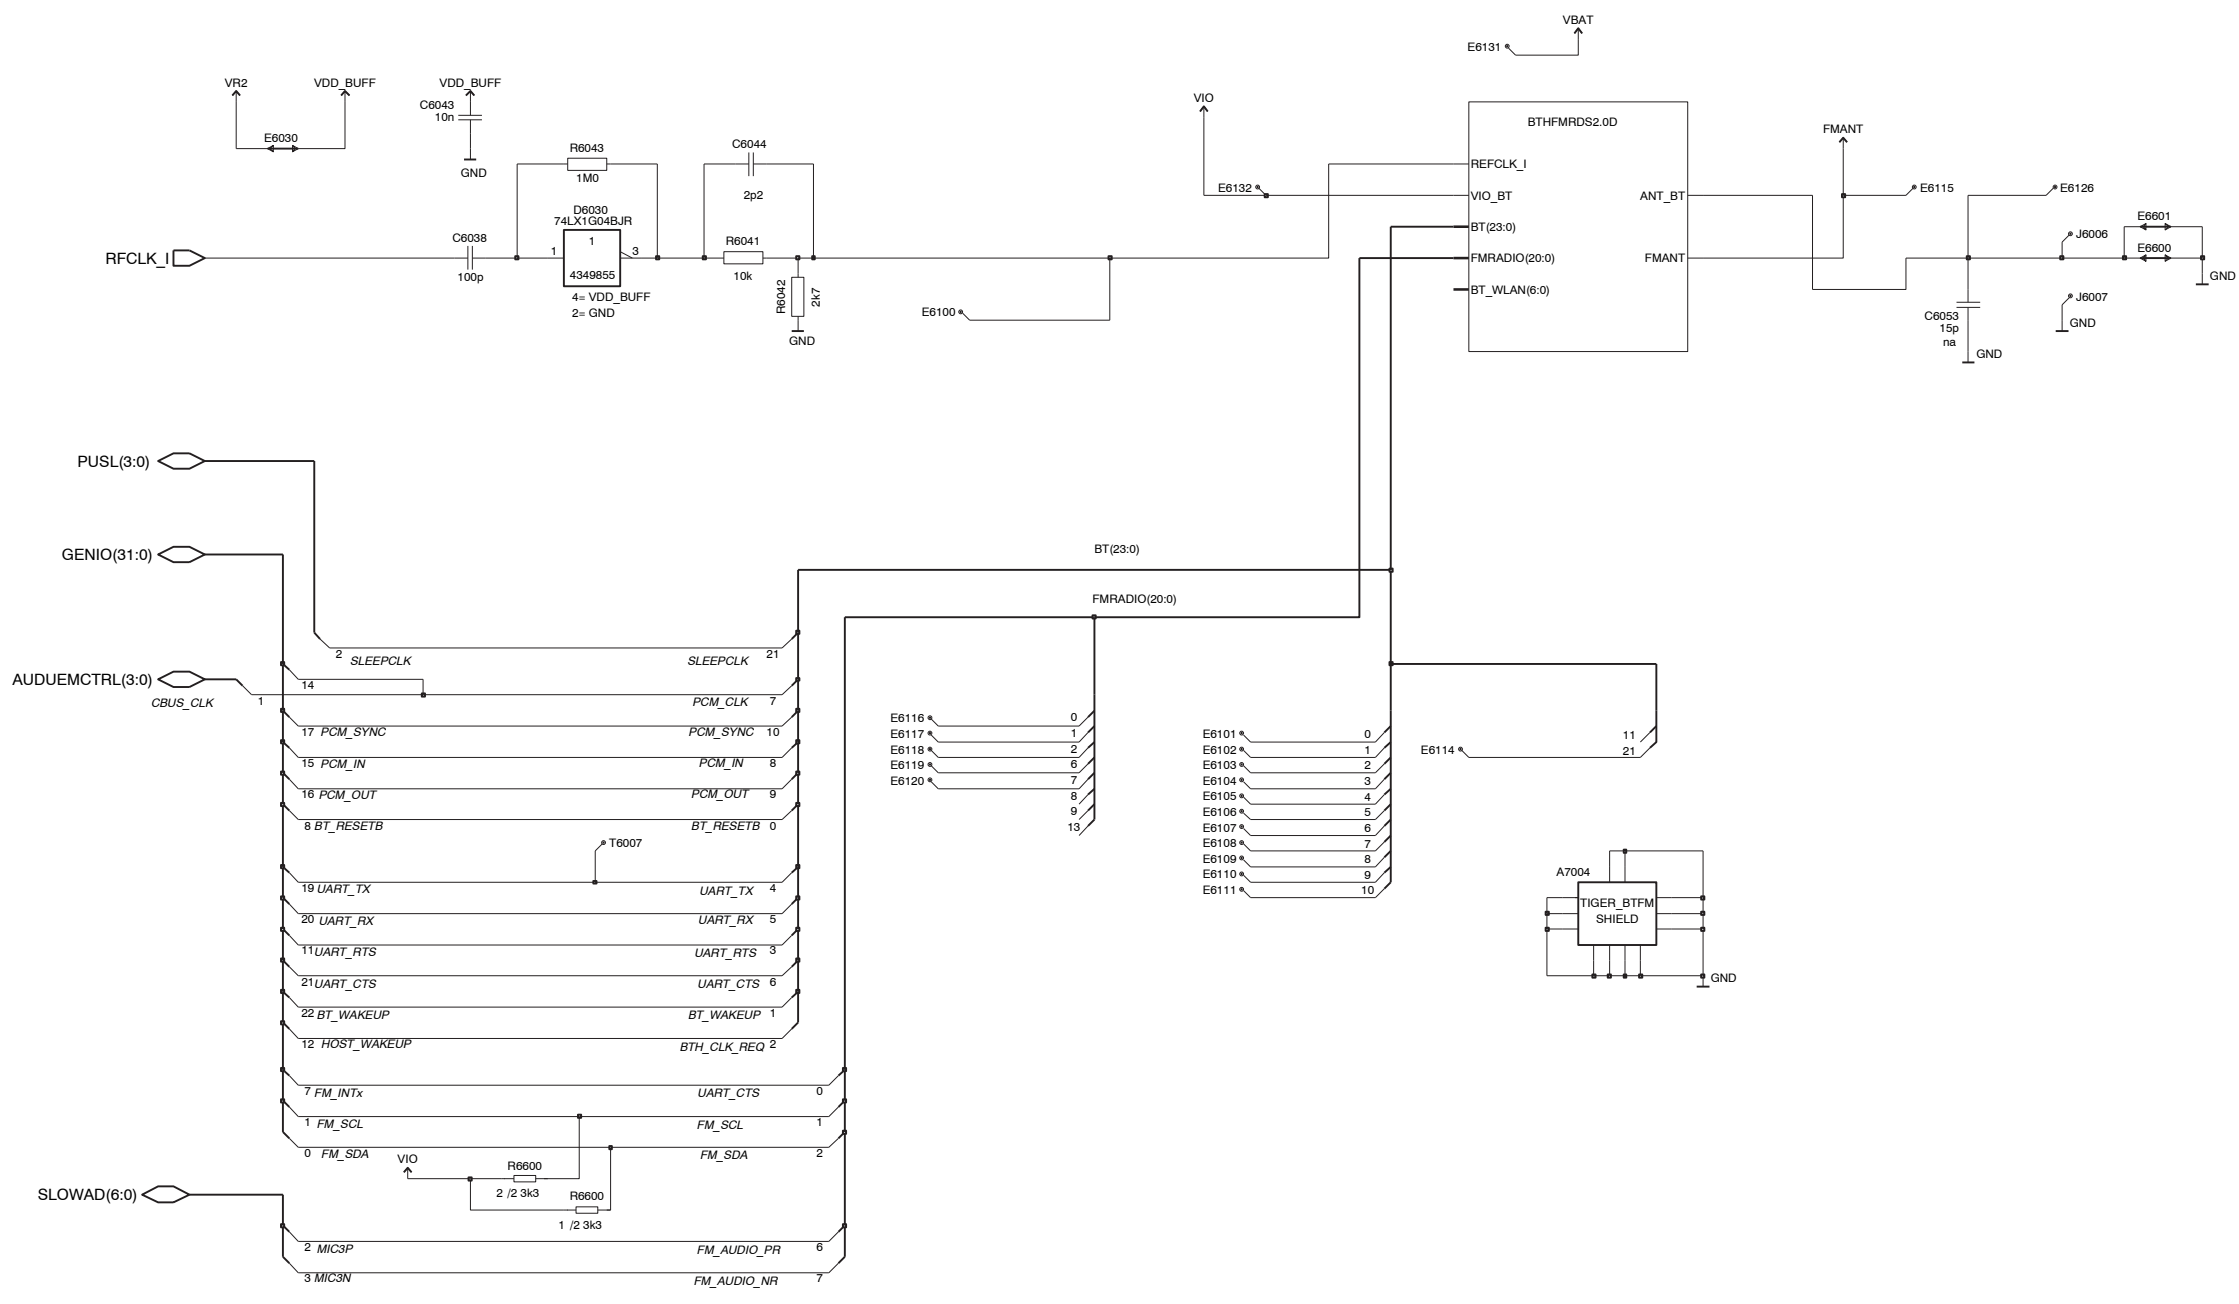 VBAT
E6131
VR2
VDD_BUFF
VDD_BUFF
C6043
10n
E6030
GND
R6043
1M0
C6044
2p2
VIO
BTHFMRDS2.0D
FMANT
REFCLK_I
E6132
VIO_BT
ANT_BT
E6115
E6126
D6030
74LX1G04BJR
BT(23:0)
E6601
J6006
RFCLK_I
C6038
100p
1
1
3
4349855
4= VDD_BUFF
2= GND
R6041
10k
R6042
2k7
GND
FMRADIO(20:0)
FMANT
E6600
GND
BT_WLAN(6:0)
E6100
J6007
GND
C6053
15p
na
GND
PUSL(3:0)
GENIO(31:0)
BT(23:0)
FMRADIO(20:0)
2 SLEEPCLK
SLEEPCLK 21
AUDUEMCTRL(3:0)
14
CBUS_CLK 1
PCM_CLK 7
17 PCM_SYNC
PCM_SYNC 10
15 PCM_IN
PCM_IN 8
16 PCM_OUT
PCM_OUT 9
8 BT_RESETB
BT_RESETB 0
T6007
19 UART_TX
UART_TX 4
20 UART_RX
UART_RX 5
11 UART_RTS
UART_RTS 3
21 UART_CTS
UART_CTS 6
22 BT_WAKEUP
BT_WAKEUP 1
12 HOST_WAKEUP
BTH_CLK_REQ 2
7 FM_INTx
UART_CTS 0
1 FM_SCL
FM_SCL 1
0 FM_SDA
FM_SDA 2
VIO
R6600
2 /2 3k3
R6600
1 /2 3k3
SLOWAD(6:0)
2 MIC3P
FM_AUDIO_PR 6
3 MIC3N
FM_AUDIO_NR 7
E6116 0
E6117 1
E6118 2
E6119 6
E6120 7
8
9
13
E6101 0
E6102 1
E6103 2
E6104 3
E6105 4
E6106 5
E6107 6
E6108 7
E6109 8
E6110 9
E6111 10
11
E6114 21
A7004
TIGER_BTFM
SHIELD
GND